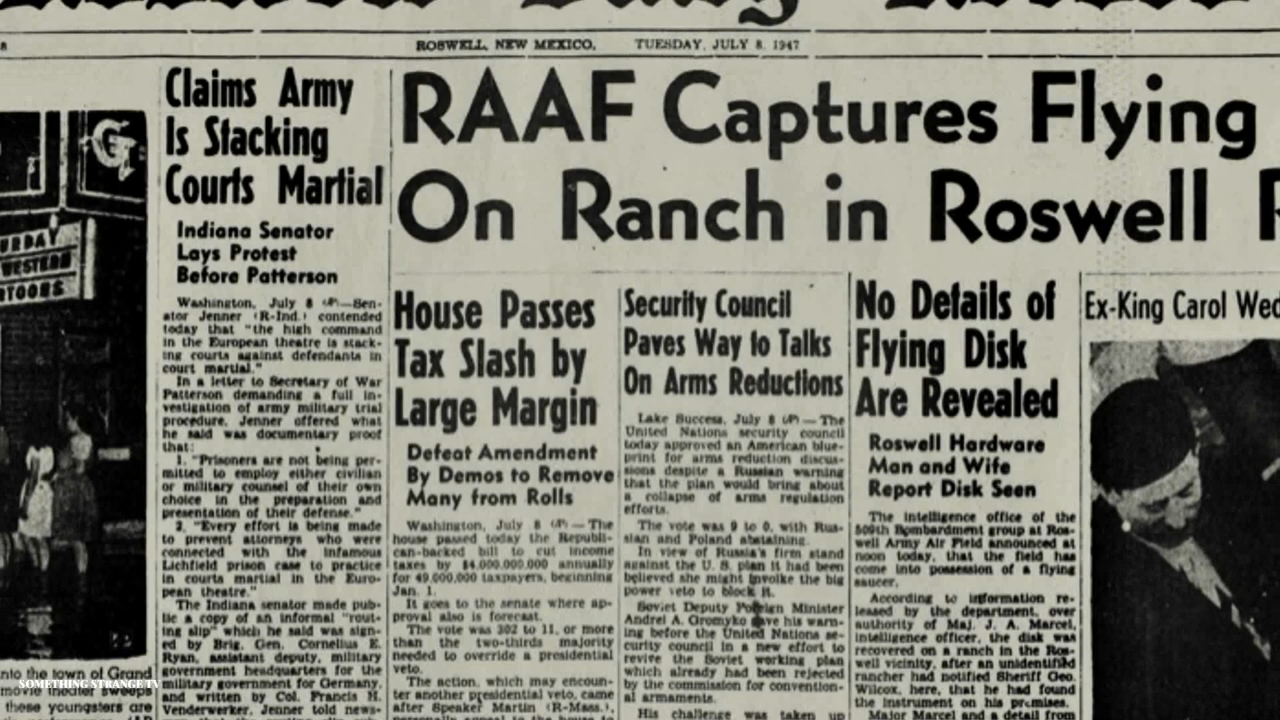 ROSWELL, NEW MEXICO, TUESDAY, JULY 8, 1947
RAAF Captures Flying
On Ranch in Roswell
Claims Army
Is Stacking
Courts Martial
Indiana Senator
Lays Protest
Before Patterson
Washington, July 8 (AP)—Sen-
ator Jenner (R-Ind.) contended
today that "the high command
in the European theatre is stack-
ing courts against defendants in
court martial."
In a letter to Secretary of War
Patterson demanding a full in-
vestigation of army military trial
procedure, Jenner offered what
he said was documentary proof
that:
1. "Prisoners are not being per-
mitted to employ either civilian
or military counsel of their own
choice in the preparation and
presentation of their defense."
2. "Every effort is being made
to prevent attorneys who were
connected with the infamous
Lichfield prison case to practice
in courts martial in the Euro-
pean theatre."
The Indiana senator made pub-
lic a copy of an informal "rout-
ing slip" which he said was sign-
ed by Brig. Gen. Cornelius E.
Ryan, assistant deputy, military
government headquarters for the
military government for Germany,
and written by Col. Francis H.
Venderwerker. Jenner told news-
House Passes
Tax Slash by
Large Margin
Defeat Amendment
By Demos to Remove
Many from Rolls
Washington, July 8 (AP)—The
house passed today the Republi-
can-backed bill to cut income
taxes by $4,000,000,000 annually
for 49,000,000 taxpayers, beginning
Jan. 1.
It goes to the senate where ap-
proval also is forecast.
The vote was 302 to 11, or more
than the two-thirds majority
needed to override a presidential
veto.
The action, which may encoun-
ter another presidential veto, came
after Speaker Martin (R-Mass.),
Security Council
Paves Way to Talks
On Arms Reductions
Lake Success, July 8 (AP)—The
United Nations security council
today approved an American blue-
print for arms reduction discus-
sions despite a Russian warning
that the plan would bring about
a collapse of arms regulation
efforts.
The vote was 9 to 0, with Rus-
sian and Poland abstaining.
In view of Russia's firm stand
against the U. S. plan it had been
believed she might invoke the big
power veto to block it.
Soviet Deputy Foreign Minister
Andrei A. Gromyko gave his warn-
ing before the United Nations se-
curity council in a new effort to
revive the Soviet working plan
which already had been rejected
by the commission for convention-
al armaments.
His challenge was taken up
No Details of
Flying Disk
Are Revealed
Roswell Hardware
Man and Wife
Report Disk Seen
The intelligence office of the
509th Bombardment group at Ros-
well Army Air Field announced at
noon today, that the field has
come into possession of a flying
saucer.
According to information re-
leased by the department, over
authority of Maj. J. A. Marcel,
intelligence officer, the disk was
recovered on a ranch in the Ros-
well vicinity, after an unidentified
rancher had notified Sheriff Geo.
Wilcox, here, that he had found
the instrument on his premises.
Major Marcel and a detail from
Ex-King Carol Wed
URDAY
WESTERN
TOONS
nto the town of Grand
movie theater sweeps
these youngsters are
SOMETHING STRANGE TV